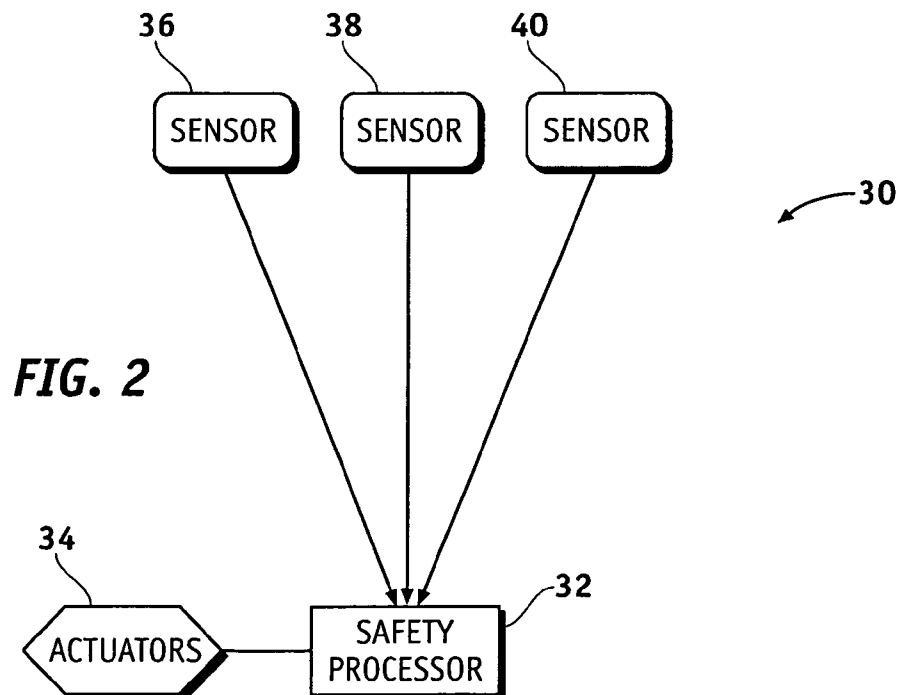 36
38
40
SENSOR
SENSOR
SENSOR
30
FIG. 2
34
32
ACTUATORS
SAFETY
PROCESSOR